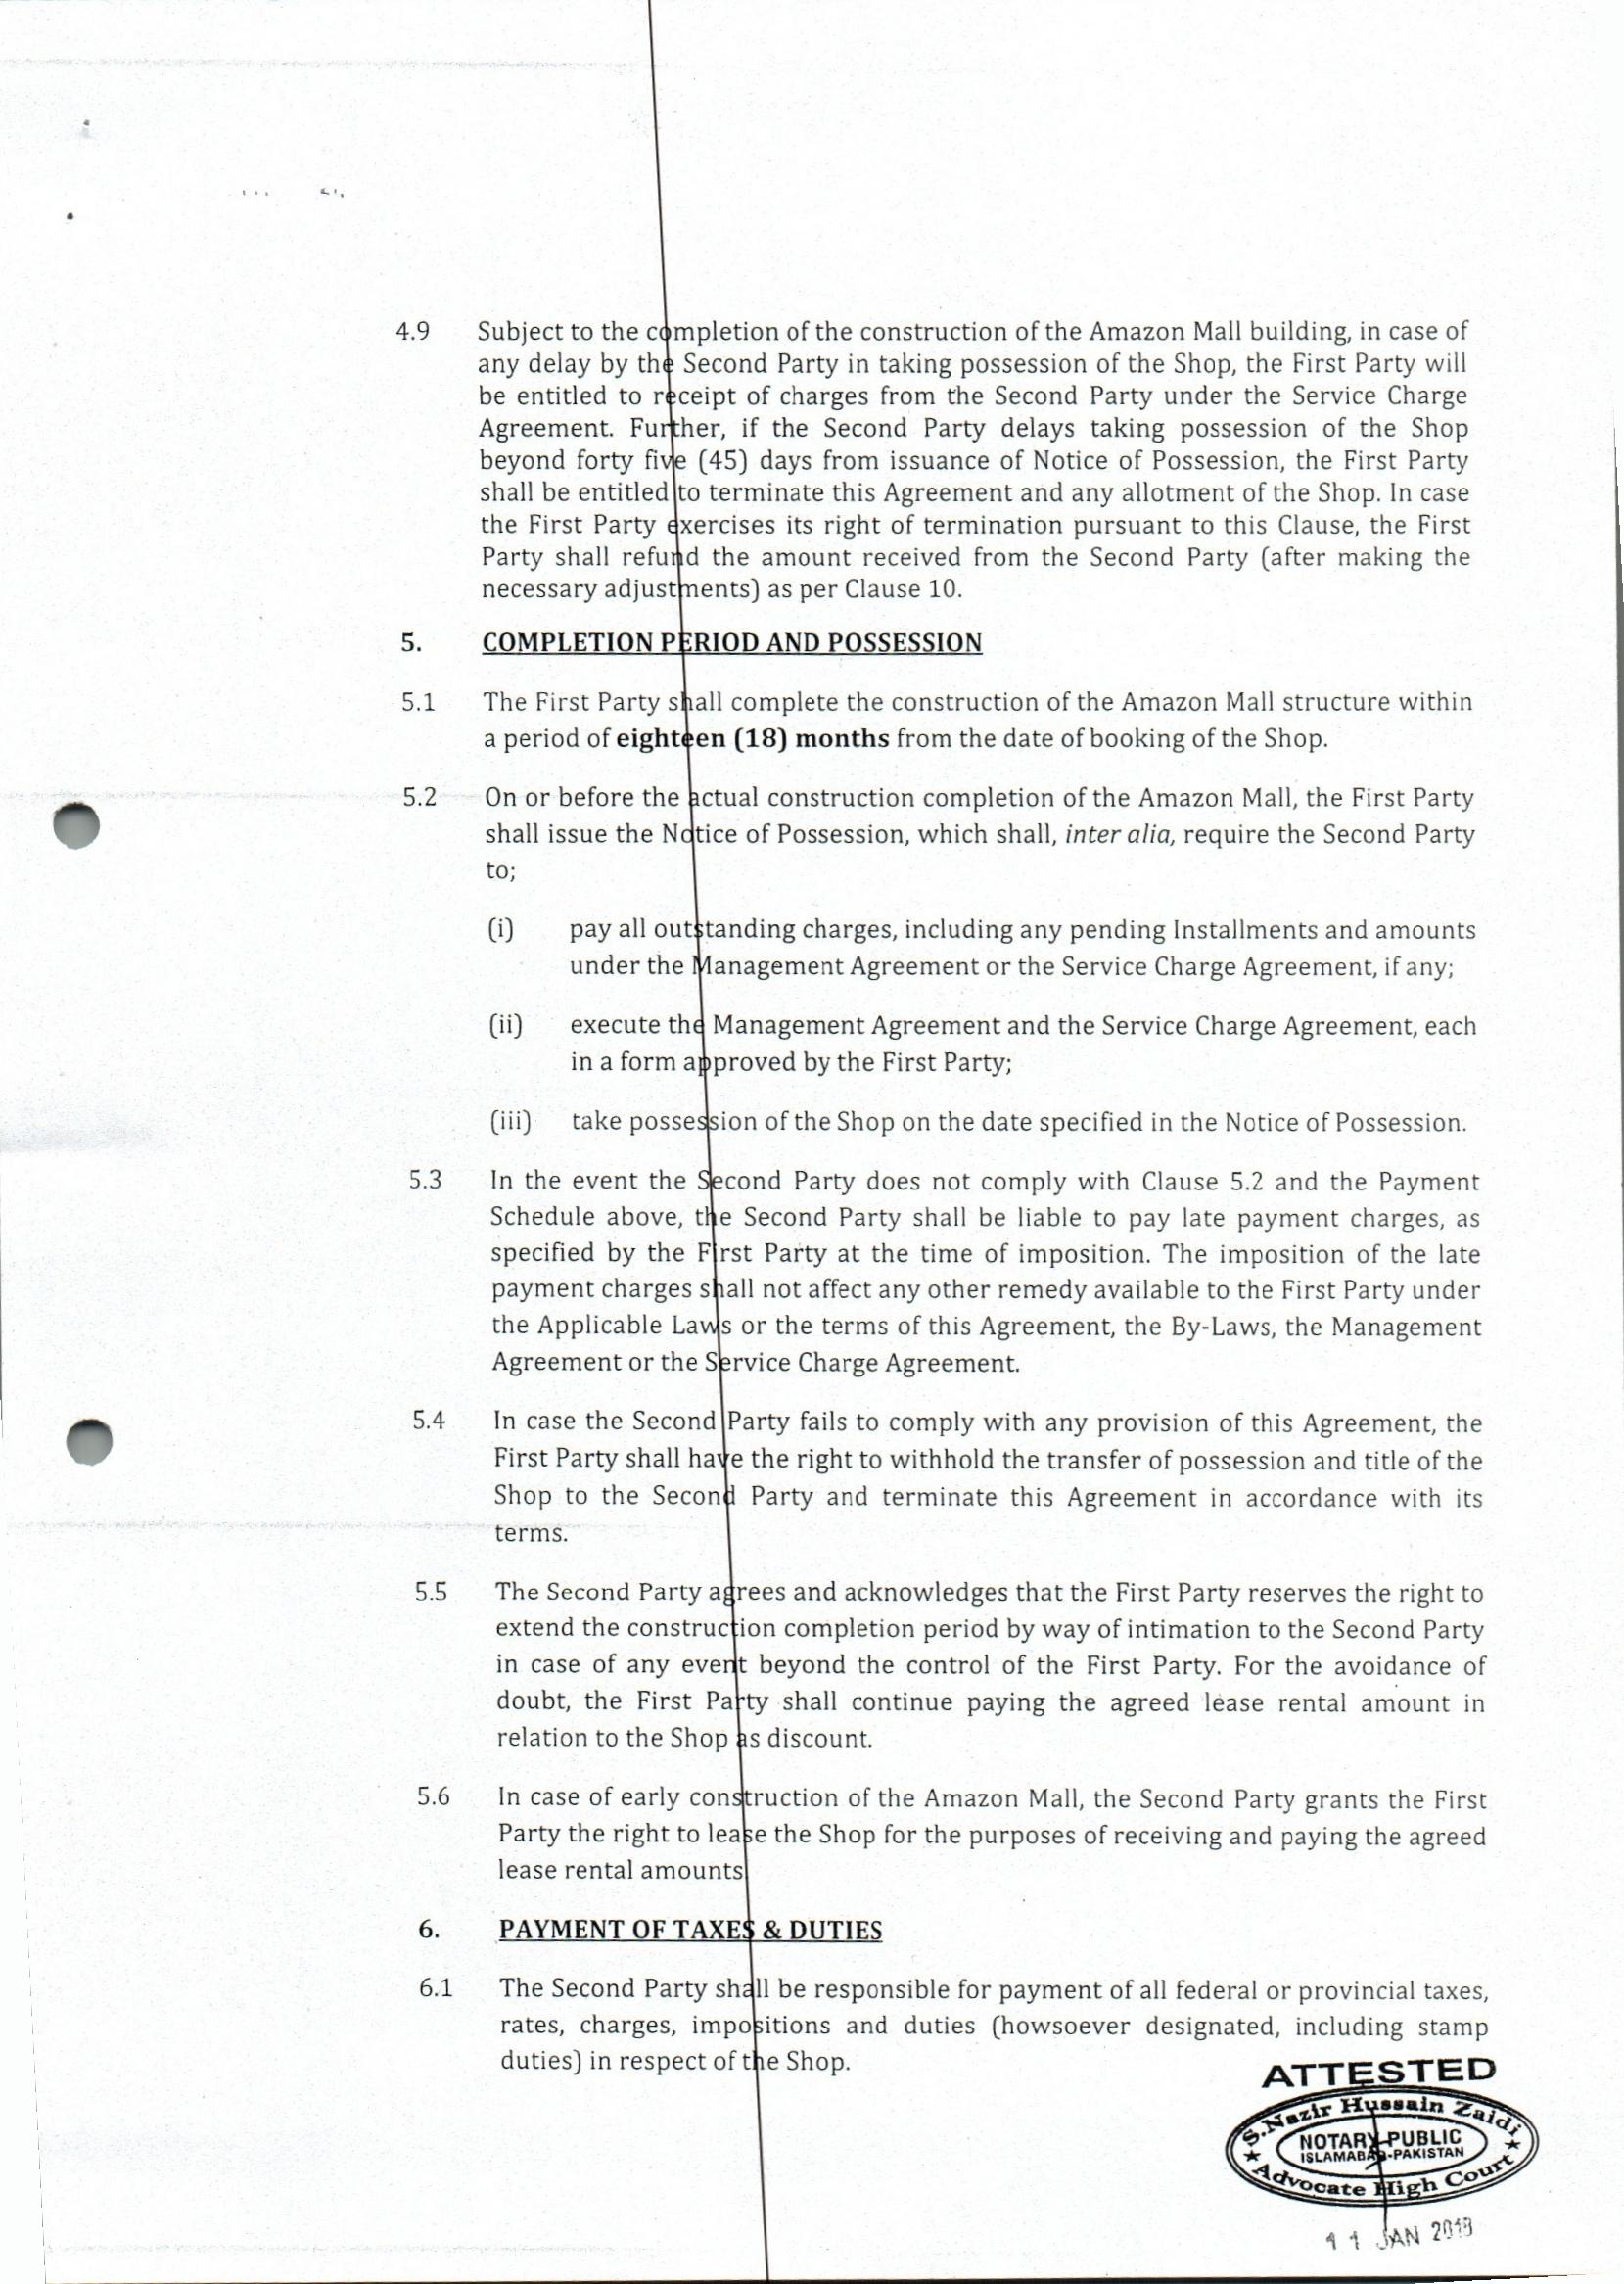 4.9 Subject to the completion of the construction of the Amazon Mall building, in case of
any delay by the Second Party in taking possession of the Shop, the First Party will
be entitled to receipt of charges from the Second Party under the Service Charge
Agreement. Further, if the Second Party delays taking possession of the Shop
beyond forty five (45) days from issuance of Notice of Possession, the First Party
shall be entitled to terminate this Agreement and any allotment of the Shop. In case
the First Party exercises its right of termination pursuant to this Clause, the First
Party shall refund the amount received from the Second Party (after making the
necessary adjustments) as per Clause 10.
5. COMPLETION PERIOD AND POSSESSION
5.1 The First Party shall complete the construction of the Amazon Mall structure within
a period of eighteen (18) months from the date of booking of the Shop.
5.2 On or before the actual construction completion of the Amazon Mall, the First Party
shall issue the Notice of Possession, which shall, inter alia, require the Second Party
to;
(i) pay all outstanding charges, including any pending Installments and amounts
under the Management Agreement or the Service Charge Agreement, if any;
(ii) execute the Management Agreement and the Service Charge Agreement, each
in a form approved by the First Party;
(iii) take possession of the Shop on the date specified in the Notice of Possession.
5.3 In the event the Second Party does not comply with Clause 5.2 and the Payment
Schedule above, the Second Party shall be liable to pay late payment charges, as
specified by the First Party at the time of imposition. The imposition of the late
payment charges shall not affect any other remedy available to the First Party under
the Applicable Laws or the terms of this Agreement, the By-Laws, the Management
Agreement or the Service Charge Agreement.
5.4 In case the Second Party fails to comply with any provision of this Agreement, the
First Party shall have the right to withhold the transfer of possession and title of the
Shop to the Second Party and terminate this Agreement in accordance with its
terms.
5.5 The Second Party agrees and acknowledges that the First Party reserves the right to
extend the construction completion period by way of intimation to the Second Party
in case of any event beyond the control of the First Party. For the avoidance of
doubt, the First Party shall continue paying the agreed lease rental amount in
relation to the Shop as discount.
5.6 In case of early construction of the Amazon Mall, the Second Party grants the First
Party the right to lease the Shop for the purposes of receiving and paying the agreed
lease rental amounts
6. PAYMENT OF TAXES & DUTIES
6.1 The Second Party shall be responsible for payment of all federal or provincial taxes,
rates, charges, impositions and duties (howsoever designated, including stamp
duties) in respect of the Shop.
ATTESTED
S.Nazir Hussain Zaidi
NOTARY PUBLIC
ISLAMABAD-PAKISTAN
Advocate High Court
11 JAN